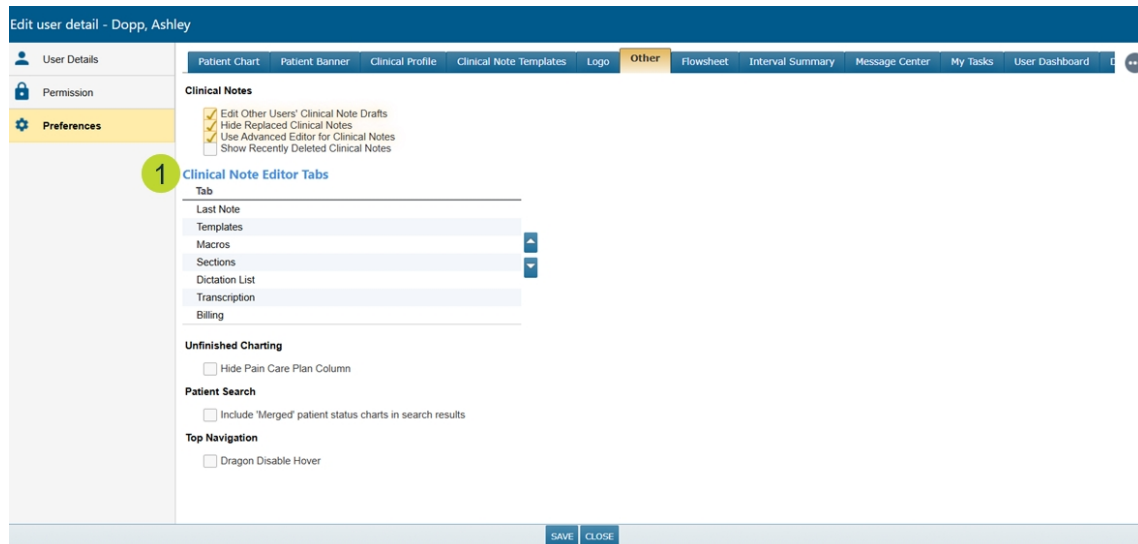 Edit user detail - Dopp, Ashley
User Details
Permission
Preferences
Patient Chart Patient Banner Clinical Profile Clinical Note Templates Logo Other Flowsheet Interval Summary Message Center My Tasks User Dashboard
Clinical Notes
Edit Other Users' Clinical Note Drafts
Hide Replaced Clinical Notes
Use Advanced Editor for Clinical Notes
Show Recently Deleted Clinical Notes
1 Clinical Note Editor Tabs
Tab
Last Note
Templates
Macros
Sections
Dictation List
Transcription
Billing
Unfinished Charting
Hide Pain Care Plan Column
Patient Search
Include 'Merged' patient status charts in search results
Top Navigation
Dragon Disable Hover
SAVE CLOSE